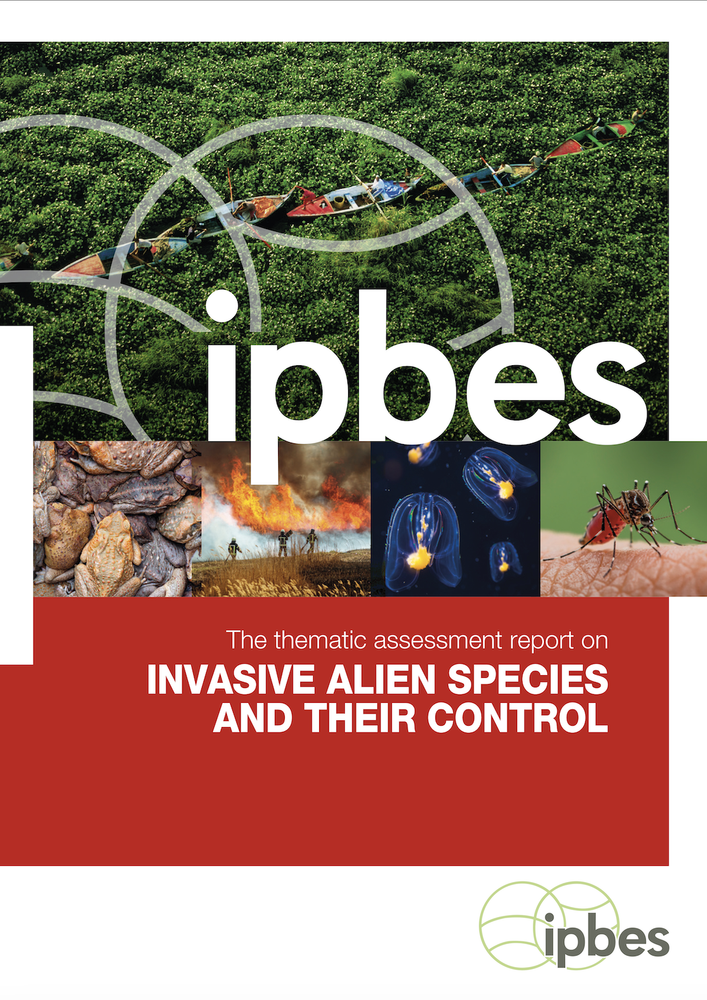 ipbes
The thematic assessment report on
INVASIVE ALIEN SPECIES
AND THEIR CONTROL
ipbes